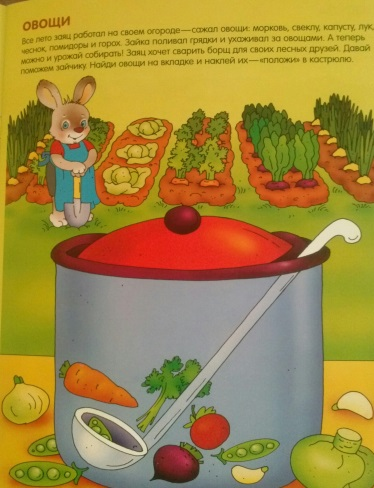 ОВОЩИ
Все лето заяц работал на своем огороде—сажал овощи: морковь, свеклу, капусту, лук,
чеснок, помидоры и горох. Зайка поливал грядки и ухаживал за овощами. А теперь
можно и урожай собирать! Заяц хочет сварить борщ для своих лесных друзей. Давай
поможем зайчику. Найди овощи на вкладке и наклей их—«положи» в кастрюлю.